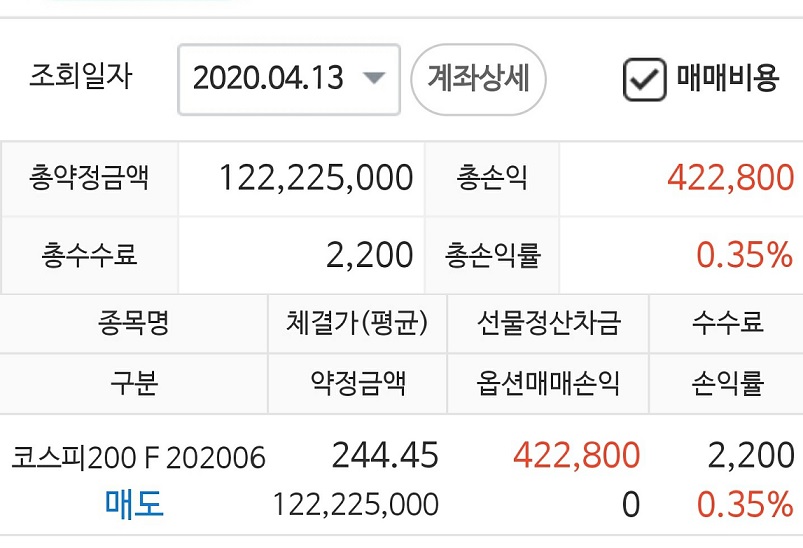 조회일자 2020.04.13 계좌상세 매매비용
총약정금액 122,225,000 총손익 422,800
총수수료 2,200 총손익률 0.35%
종목명 체결가(평균) 선물정산차금 수수료
구분 약정금액 옵션매매손익 손익률
코스피200 F 202006 244.45 422,800 2,200
매도 122,225,000 0 0.35%